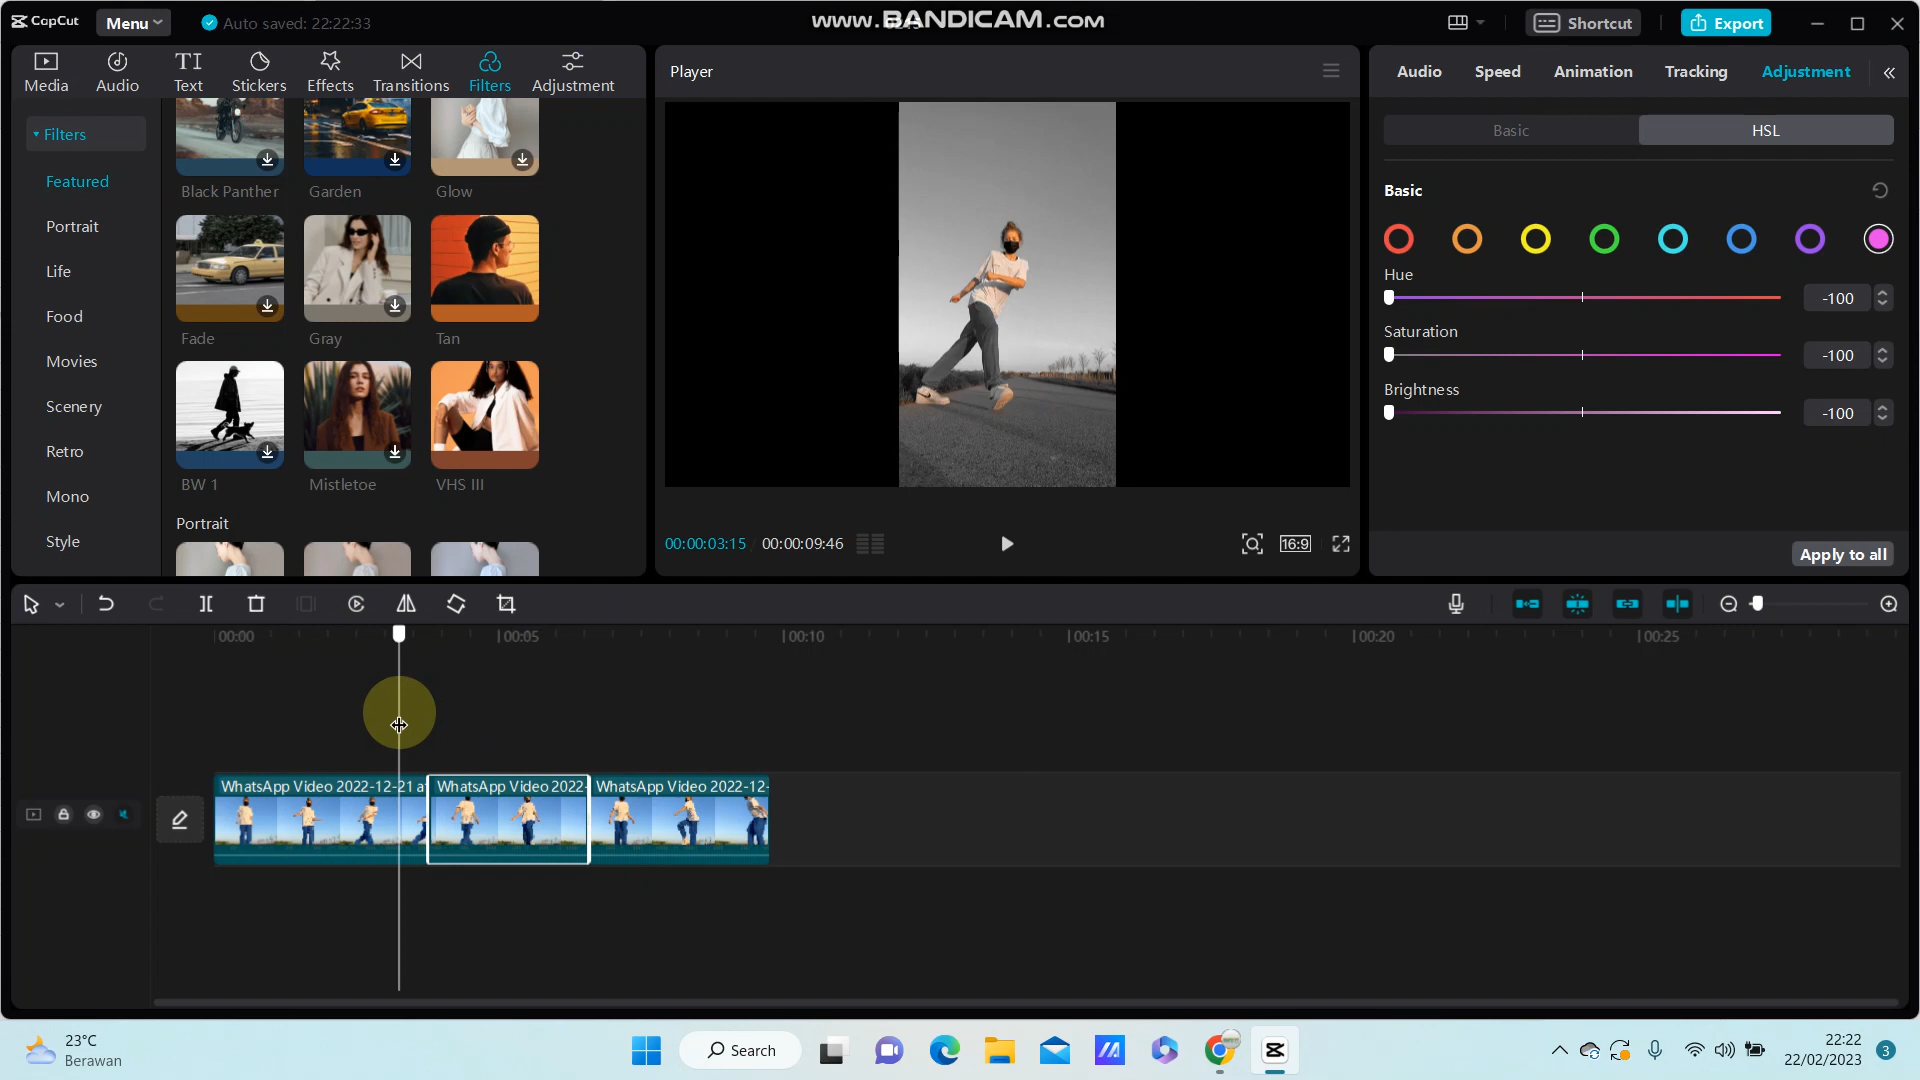 CapCut
Menu
Auto saved: 22:22:33
www.BANDICAM.com
Shortcut
Export
Media
Audio
Text
Stickers
Effects
Transitions
Filters
Adjustment
Filters
Featured
Portrait
Life
Food
Movies
Scenery
Retro
Mono
Style
Black Panther
Garden
Glow
Fade
Gray
Tan
BW 1
Mistletoe
VHS III
Portrait
Player
00:00:03:15
00:00:09:46
16:9
Audio
Speed
Animation
Tracking
Adjustment
Basic
HSL
Basic
Hue
-100
Saturation
-100
Brightness
-100
Apply to all
00:00
00:05
00:10
00:15
00:20
00:25
WhatsApp Video 2022-12-21 a
WhatsApp Video 2022-
WhatsApp Video 2022-12-
23°C
Berawan
Search
22:22
22/02/2023
3